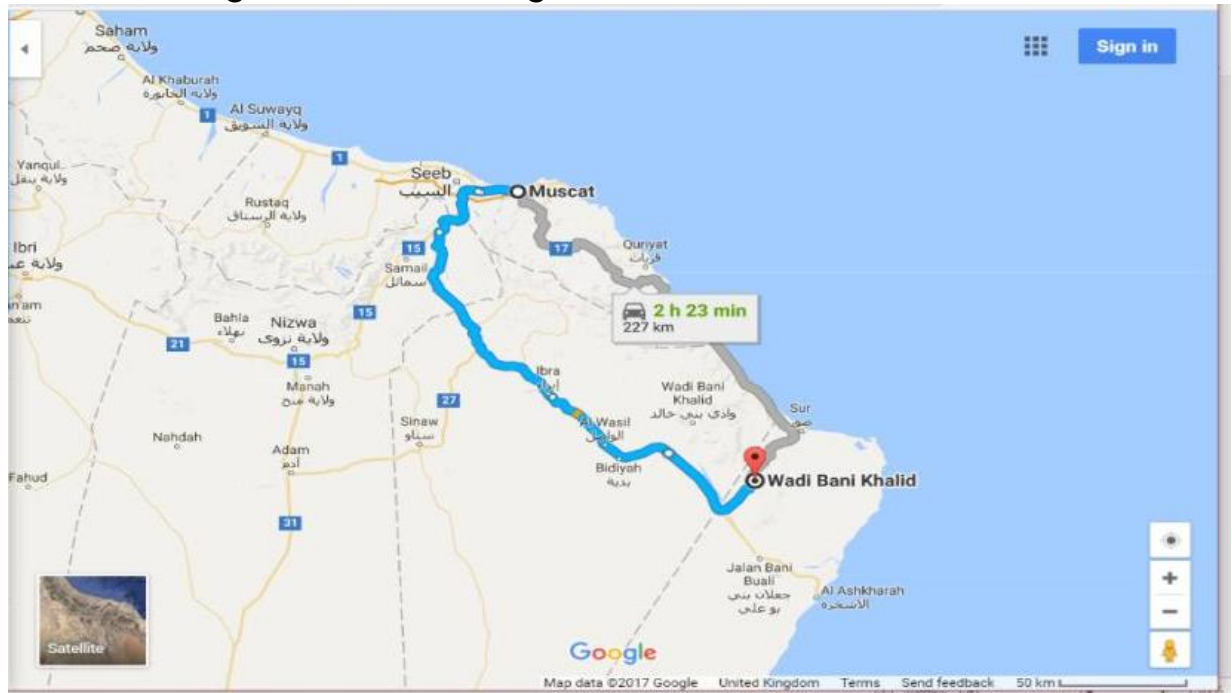 Saham
ولاية صحم
Sign in
Al Khaburah
ولاية الخابورة
1
Al Suwayq
ولاية السويق
1
Yanqul
ولاية ينقل
Seeb
السيب
Muscat
Rustaq
ولاية الرستاق
Ibri
15
17
Quriyat
قريات
Samail
سمائل
2 h 23 min
227 km
Bahla
بهلاء
Nizwa
ولاية نزوى
15
21
15
Ibra
إبراء
Manah
ولاية منح
27
Wadi Bani
Khalid
وادي بني خالد
Sur
صور
Sinaw
سناو
Al Wasil
الواصل
Nahdah
Adam
آدم
Bidiyah
بدية
Fahud
Wadi Bani Khalid
31
Jalan Bani
Buali
جعلان بني
بو علي
Al Ashkharah
الأشخرة
Satellite
Google
Map data ©2017 Google United Kingdom Terms Send feedback 50 km